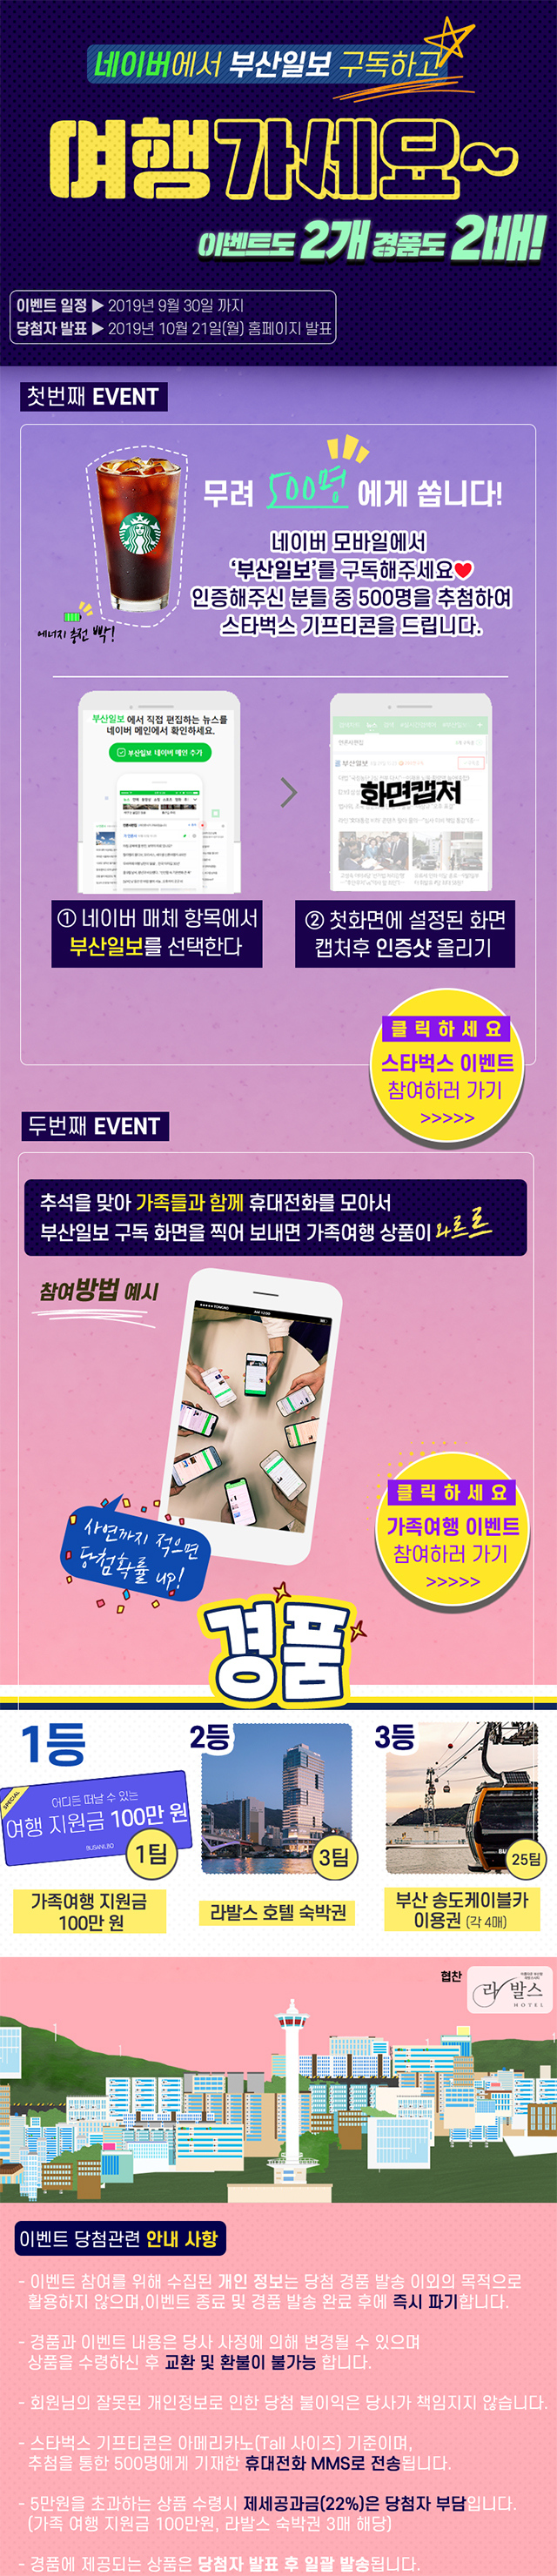 네이버에서 부산일보 구독하고
여행가세요~
이벤트도 2개 경품도 2배!
이벤트 일정 ▶ 2019년 9월 30일 까지
당첨자 발표 ▶ 2019년 10월 21일(월) 홈페이지 발표
첫번째 EVENT
무려 500명 에게 쏩니다!
네이버 모바일에서
‘부산일보’를 구독해주세요♥
인증해주신 분들 중 500명을 추첨하여
스타벅스 기프티콘을 드립니다.
에너지 충전 빡!
부산일보 에서 직접 편집하는 뉴스를
네이버 메인에서 확인하세요.
부산일보 네이버 메인 추가
부산일보
화면캡처
① 네이버 매체 항목에서
부산일보를 선택한다
② 첫화면에 설정된 화면
캡처후 인증샷 올리기
클릭하세요
스타벅스 이벤트
참여하러 가기
>>>>>
두번째 EVENT
추석을 맞아 가족들과 함께 휴대전화를 모아서
부산일보 구독 화면을 찍어 보내면 가족여행 상품이 와르르
참여방법 예시
사연까지 적으면
당첨확률 up!
클릭하세요
가족여행 이벤트
참여하러 가기
>>>>>
경품
1등
SPECIAL
어디든 떠날 수 있는
여행 지원금 100만 원
BUSANILBO
1팀
가족여행 지원금
100만 원
2등
3팀
라발스 호텔 숙박권
3등
25팀
부산 송도케이블카
이용권 (각 4매)
협찬
라발스
HOTEL
이벤트 당첨관련 안내 사항
- 이벤트 참여를 위해 수집된 개인 정보는 당첨 경품 발송 이외의 목적으로
활용하지 않으며,이벤트 종료 및 경품 발송 완료 후에 즉시 파기합니다.
- 경품과 이벤트 내용은 당사 사정에 의해 변경될 수 있으며
상품을 수령하신 후 교환 및 환불이 불가능 합니다.
- 회원님의 잘못된 개인정보로 인한 당첨 불이익은 당사가 책임지지 않습니다.
- 스타벅스 기프티콘은 아메리카노(Tall 사이즈) 기준이며,
추첨을 통한 500명에게 기재한 휴대전화 MMS로 전송됩니다.
- 5만원을 초과하는 상품 수령시 제세공과금(22%)은 당첨자 부담입니다.
(가족 여행 지원금 100만원, 라발스 숙박권 3매 해당)
- 경품에 제공되는 상품은 당첨자 발표 후 일괄 발송됩니다.